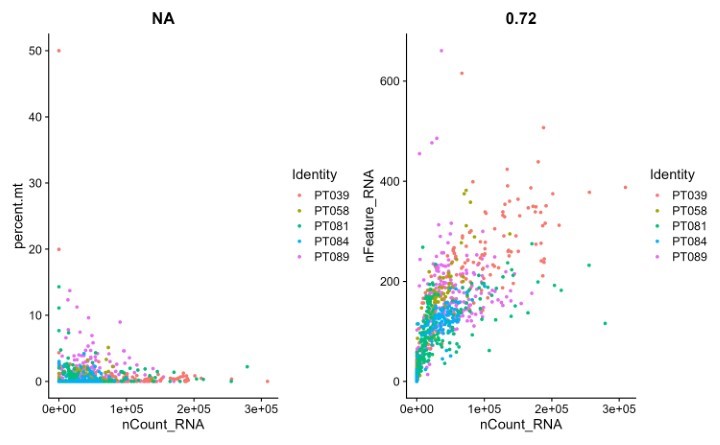 NA
50
40
30
20
10
0
percent.mt
0e+00 1e+05 2e+05 3e+05
nCount_RNA
Identity
PT039
PT058
PT081
PT084
PT089
0.72
600
400
200
0
nFeature_RNA
0e+00 1e+05 2e+05 3e+05
nCount_RNA
Identity
PT039
PT058
PT081
PT084
PT089